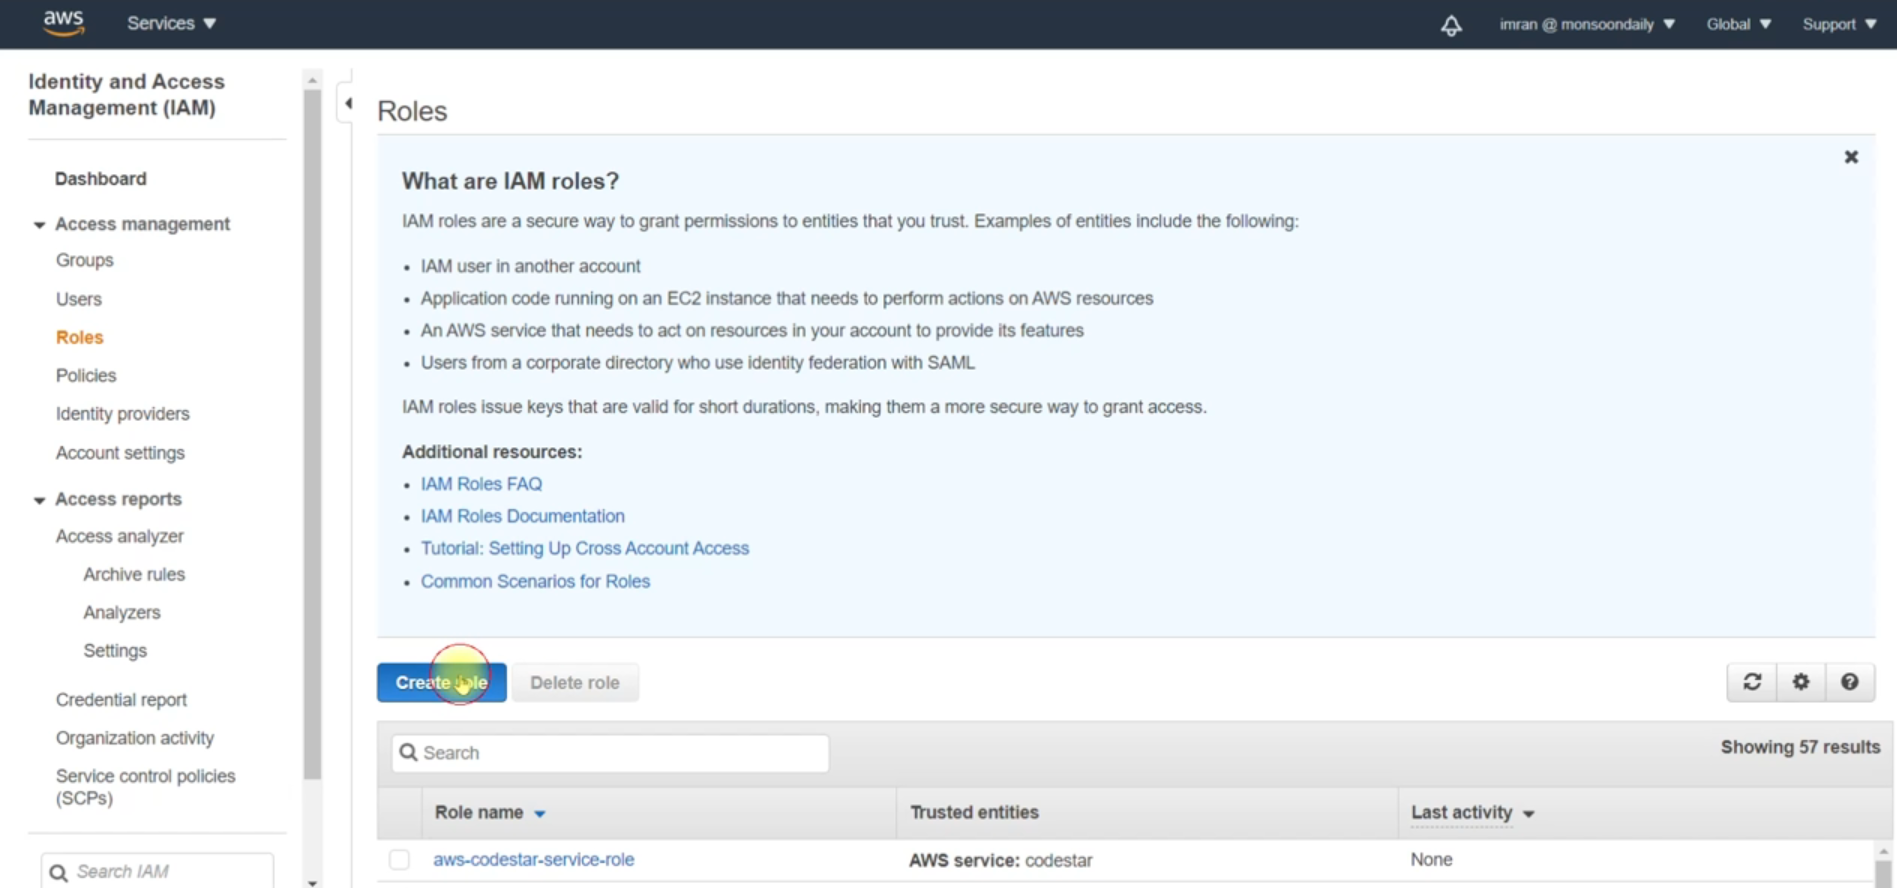 aws
Services
imran @ monsoondaily
Global
Support
Identity and Access
Management (IAM)
Dashboard
Access management
Groups
Users
Roles
Policies
Identity providers
Account settings
Access reports
Access analyzer
Archive rules
Analyzers
Settings
Credential report
Organization activity
Service control policies
(SCPs)
Search IAM
Roles
What are IAM roles?
IAM roles are a secure way to grant permissions to entities that you trust. Examples of entities include the following:
• IAM user in another account
• Application code running on an EC2 instance that needs to perform actions on AWS resources
• An AWS service that needs to act on resources in your account to provide its features
• Users from a corporate directory who use identity federation with SAML
IAM roles issue keys that are valid for short durations, making them a more secure way to grant access.
Additional resources:
• IAM Roles FAQ
• IAM Roles Documentation
• Tutorial: Setting Up Cross Account Access
• Common Scenarios for Roles
Create role
Delete role
Search
Showing 57 results
Role name
Trusted entities
Last activity
aws-codestar-service-role
AWS service: codestar
None